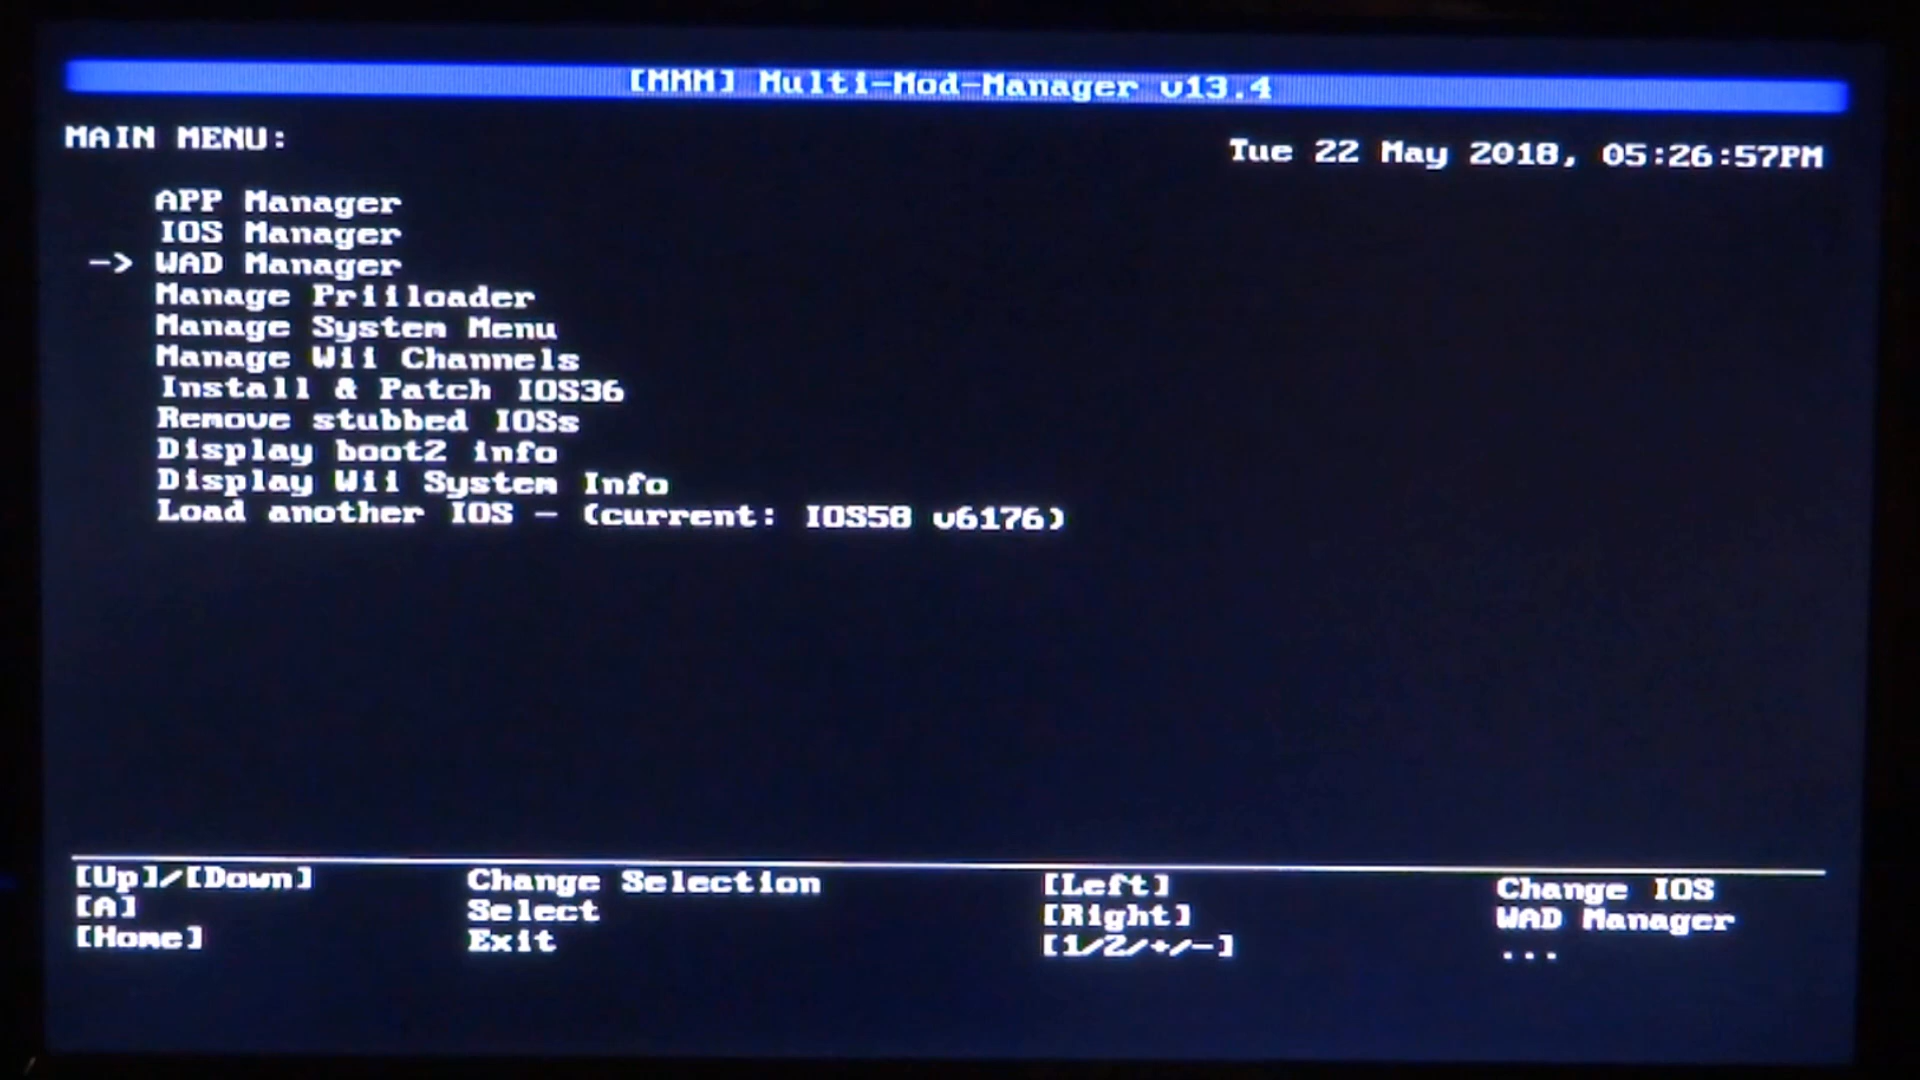 [MMM] Multi-Mod-Manager v13.4
MAIN MENU:
Tue 22 May 2018, 05:26:57PM
APP Manager
IOS Manager
-> WAD Manager
Manage Priiloader
Manage System Menu
Manage Wii Channels
Install & Patch IOS36
Remove stubbed IOSs
Display boot2 info
Display Wii System Info
Load another IOS - (current: IOS58 v6176)
[Up]/[Down] Change Selection [Left] Change IOS
[A] Select [Right] WAD Manager
[Home] Exit [1/2/+/-] ...